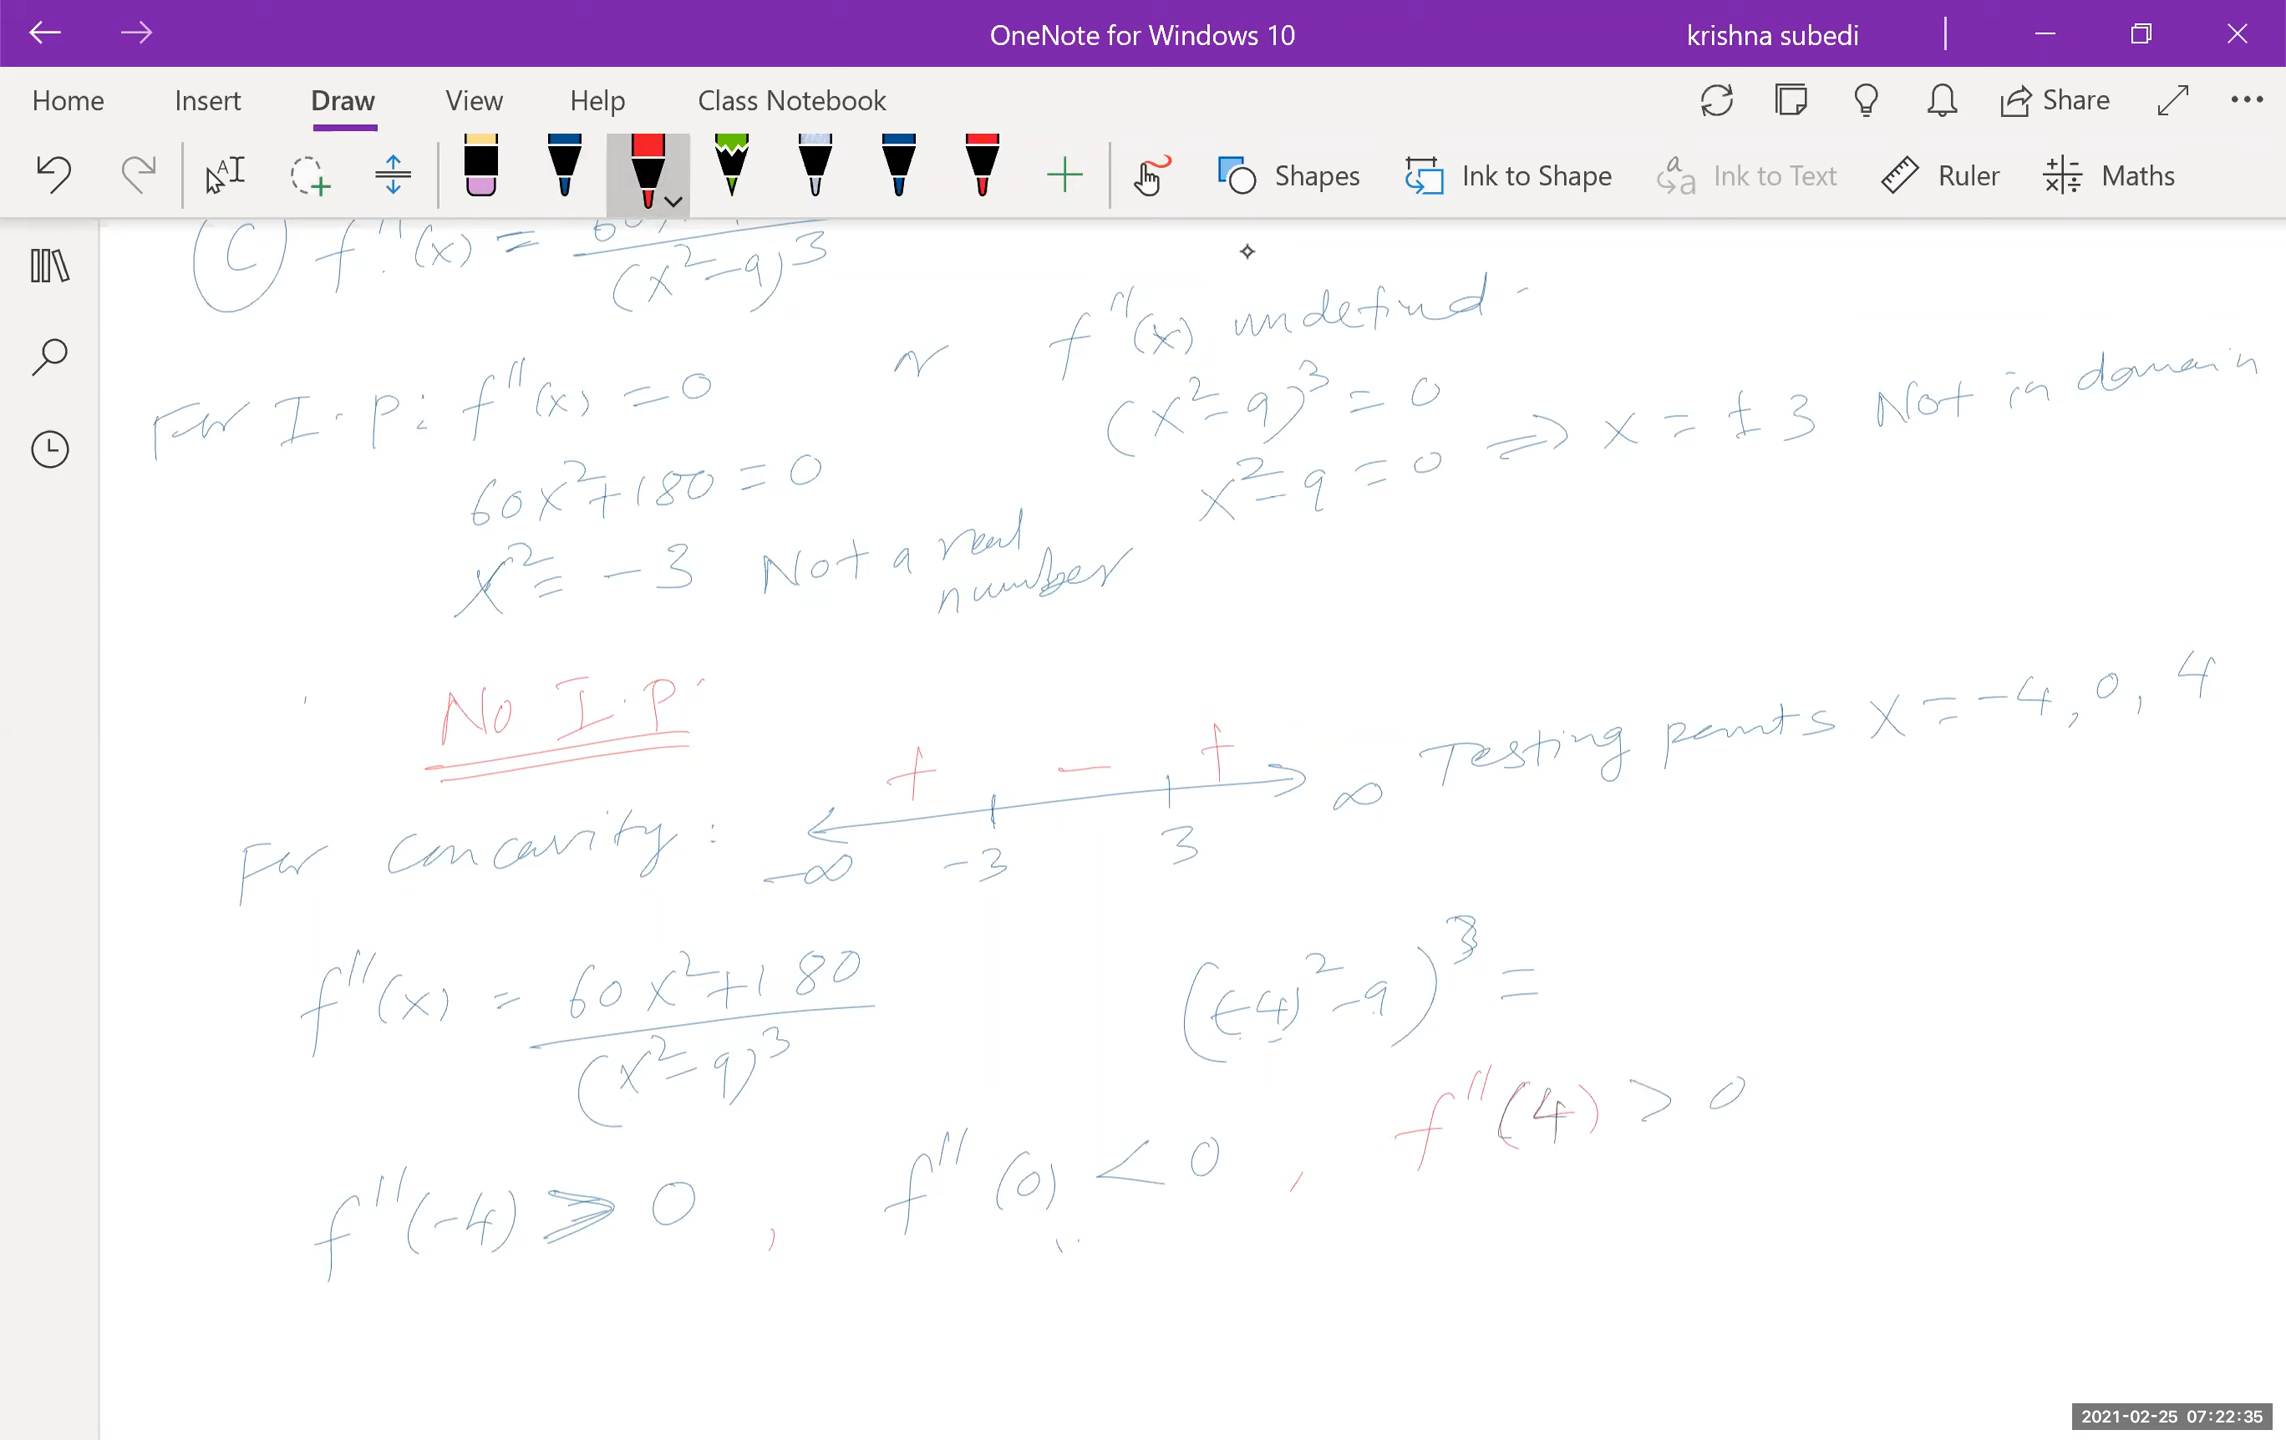 OneNote for Windows 10
krishna subedi
Home Insert Draw View Help Class Notebook
Share
Shapes Ink to Shape Ink to Text Ruler Maths
(C) f''(x) = / (x²-9)³
For I.P: f''(x) = 0 or f''(x) undefined.
60x²+180 = 0 (x²-9)³ = 0
x² = -3 Not a real number x²-9 = 0 ⇒ x = ±3 Not in domain
No I.P.
+ - +
For Concavity: -∞ -3 3 ∞ Testing points x = -4, 0, 4
f''(x) = 60x²+180 / (x²-9)³ ((-4)²-9)³ =
f''(-4) > 0, f''(0) < 0, f''(4) > 0
2021-02-25 07:22:35